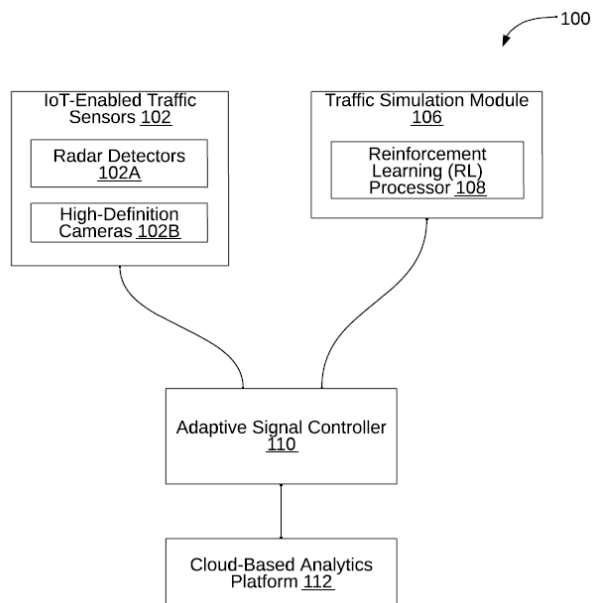 100
IoT-Enabled Traffic
Sensors 102
Radar Detectors
102A
High-Definition
Cameras 102B
Traffic Simulation Module
106
Reinforcement
Learning (RL)
Processor 108
Adaptive Signal Controller
110
Cloud-Based Analytics
Platform 112